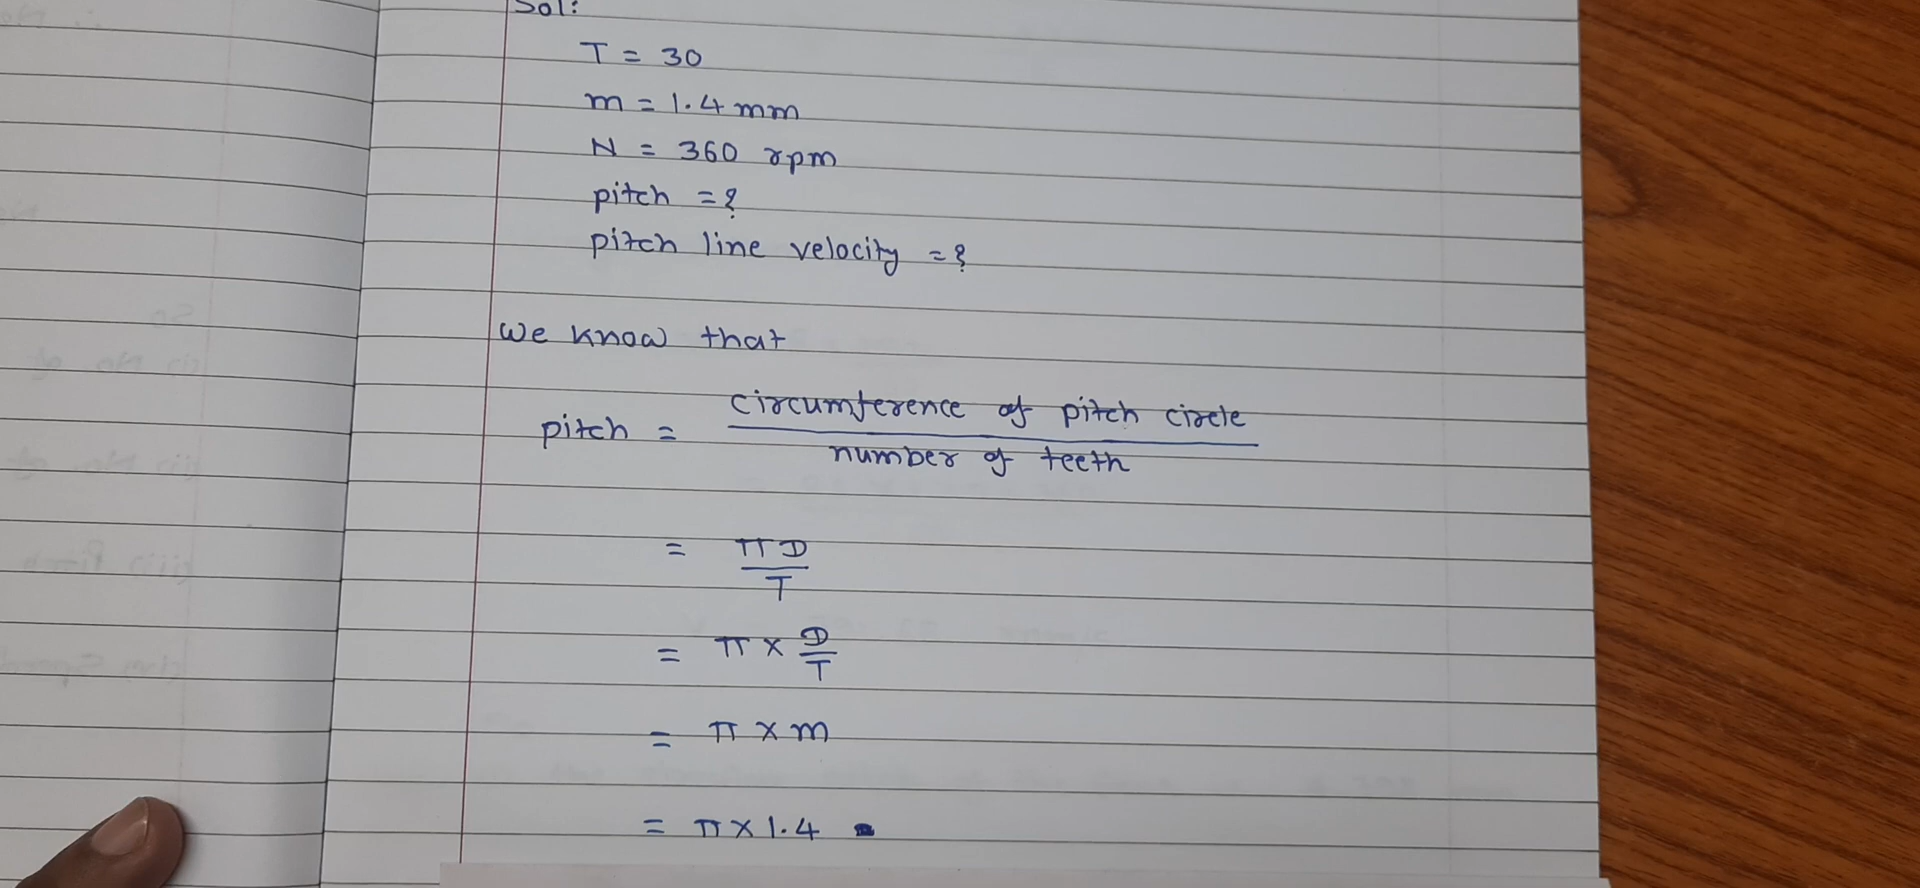 Sol:
T = 30
m = 1.4 mm
N = 360 rpm
pitch = ?
pitch line velocity = ?
We know that
pitch = circumference of pitch circle
number of teeth
= π D
T
= π × D
T
= π × m
= π × 1.4